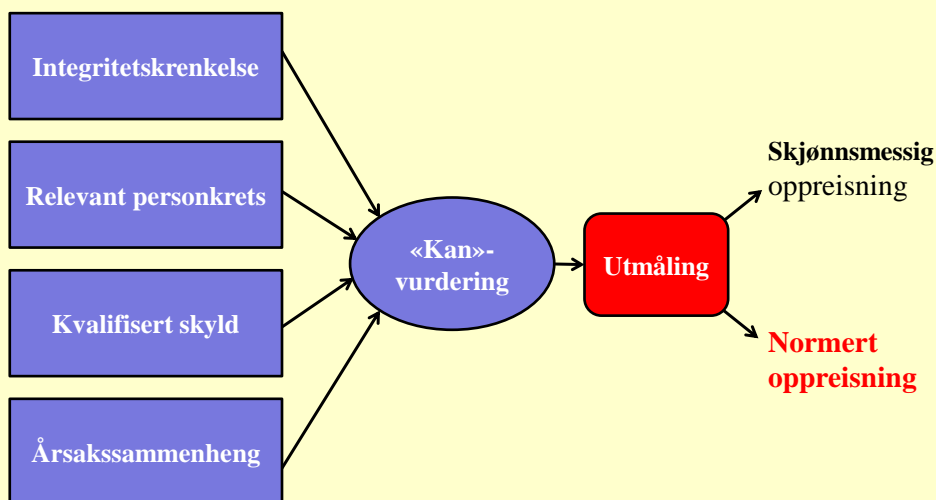 Integritetskrenkelse
Relevant personkrets
Kvalifisert skyld
Årsakssammenheng
«Kan»-
vurdering
Utmåling
Skjønnsmessig
oppreisning
Normert
oppreisning